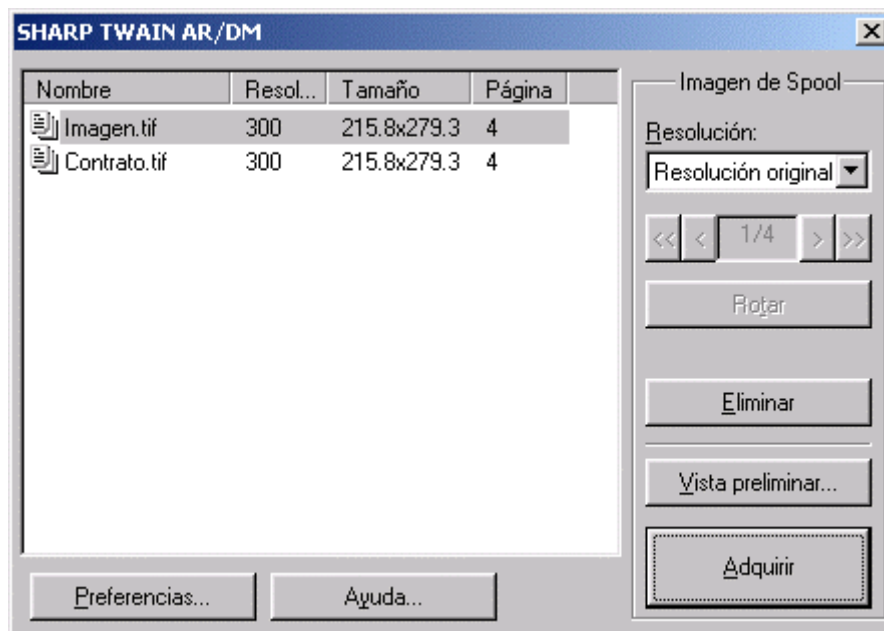 SHARP TWAIN AR/DM
Nombre Resol... Tamaño Página
Imagen.tif 300 215.8x279.3 4
Contrato.tif 300 215.8x279.3 4
Imagen de Spool
Resolución:
Resolución original
<< < 1/4 > >>
Rotar
Eliminar
Vista preliminar...
Adquirir
Preferencias... Ayuda...